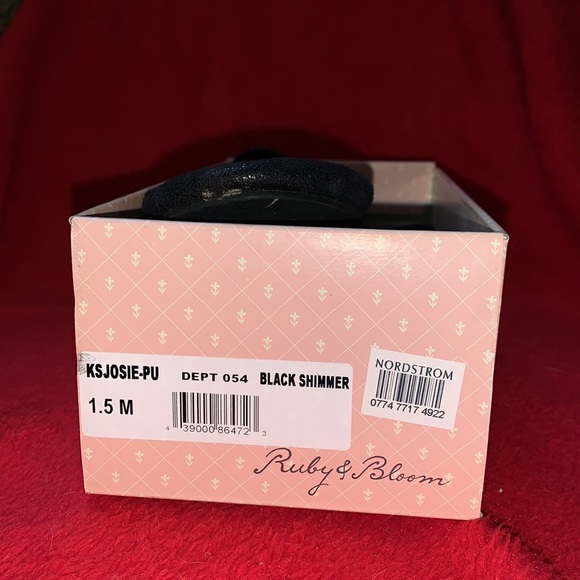 KSJOSIE-PU DEPT 054 BLACK SHIMMER
1.5 M
4 39000 86472 3
NORDSTROM
0774 7717 4922
Ruby & Bloom